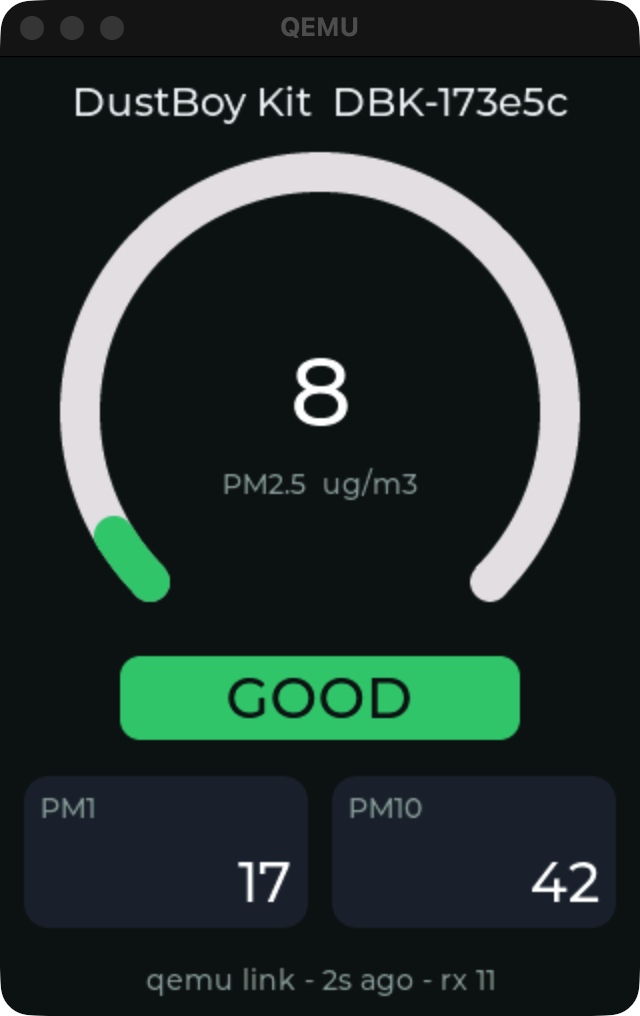 QEMU
DustBoy Kit DBK-173e5c
8
PM2.5 ug/m3
GOOD
PM1
17
PM10
42
qemu link - 2s ago - rx 11